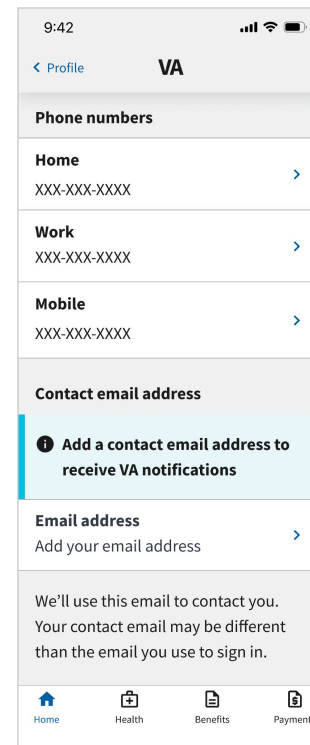 9:42
Profile
VA
Phone numbers
Home
XXX-XXX-XXXX
Work
XXX-XXX-XXXX
Mobile
XXX-XXX-XXXX
Contact email address
Add a contact email address to
receive VA notifications
Email address
Add your email address
We’ll use this email to contact you.
Your contact email may be different
than the email you use to sign in.
Home Health Benefits Payment